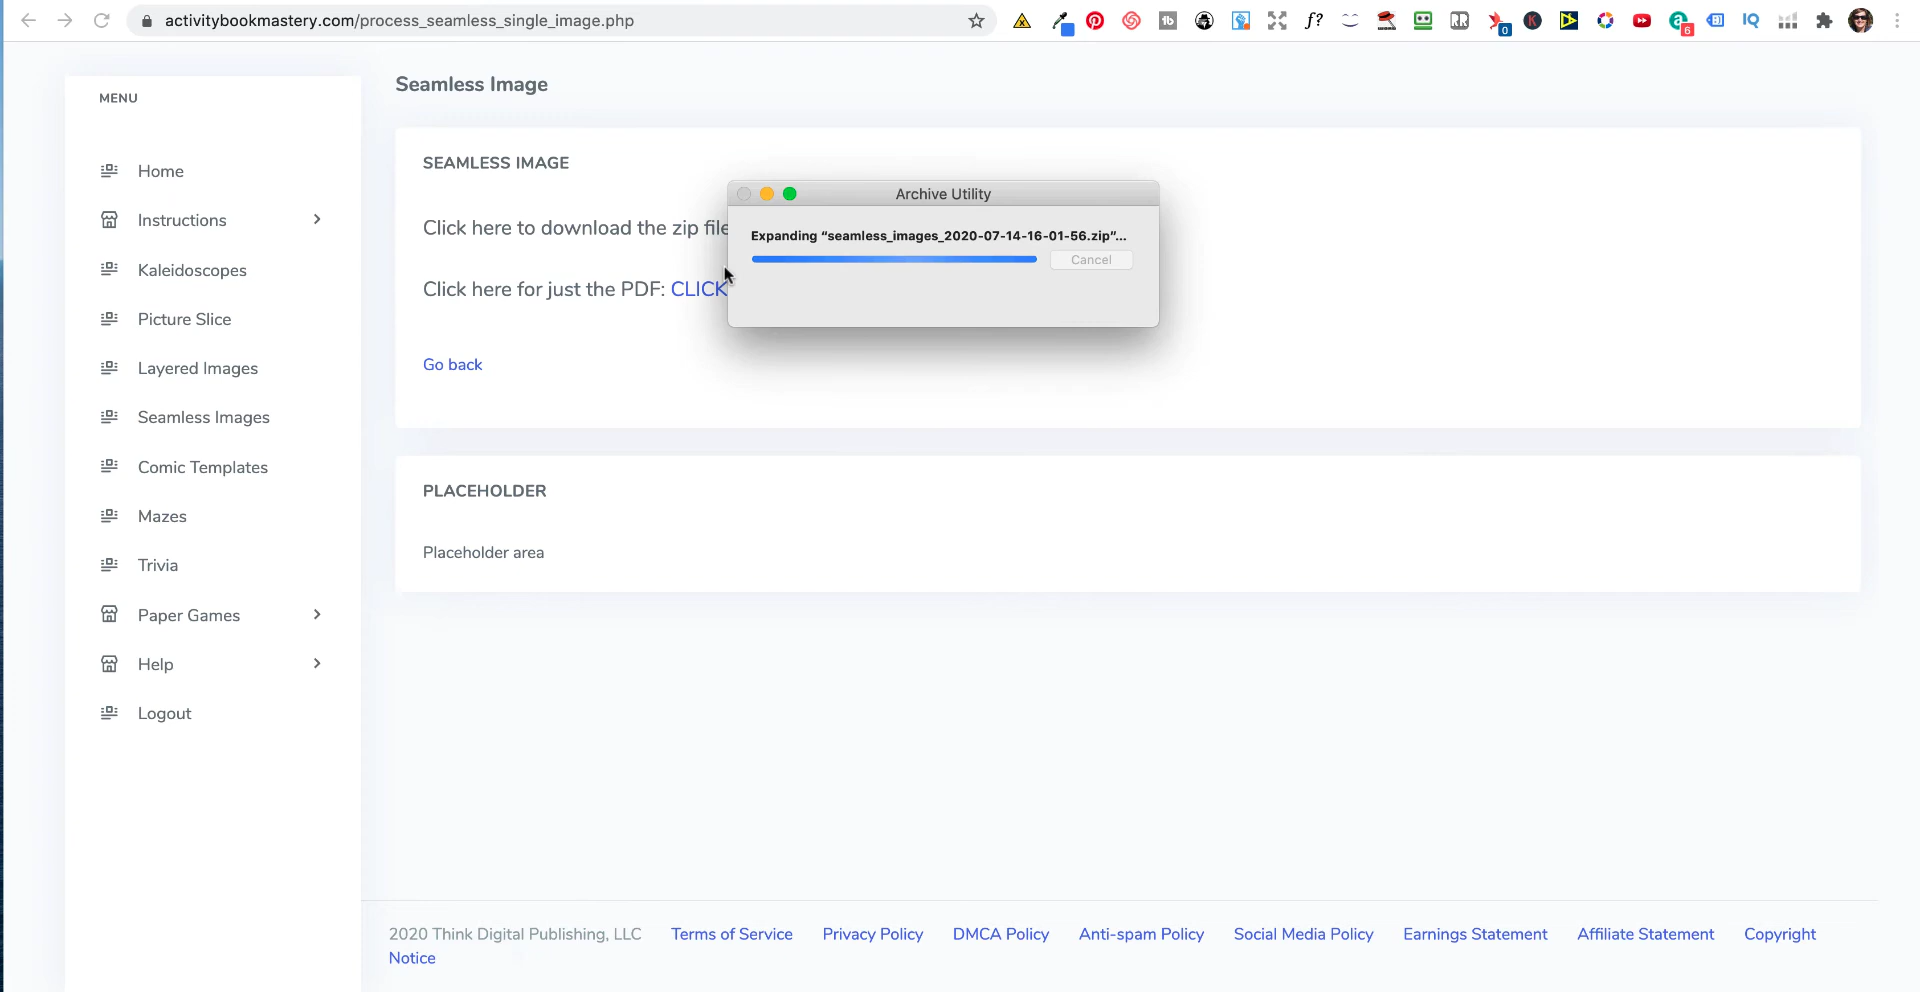 activitybookmastery.com/process_seamless_single_image.php
MENU
Home
Instructions
Kaleidoscopes
Picture Slice
Layered Images
Seamless Images
Comic Templates
Mazes
Trivia
Paper Games
Help
Logout
Seamless Image
SEAMLESS IMAGE
Click here to download the zip file
Click here for just the PDF: CLICK
Go back
Archive Utility
Expanding “seamless_images_2020-07-14-16-01-56.zip”...
Cancel
PLACEHOLDER
Placeholder area
2020 Think Digital Publishing, LLC Terms of Service Privacy Policy DMCA Policy Anti-spam Policy Social Media Policy Earnings Statement Affiliate Statement Copyright
Notice